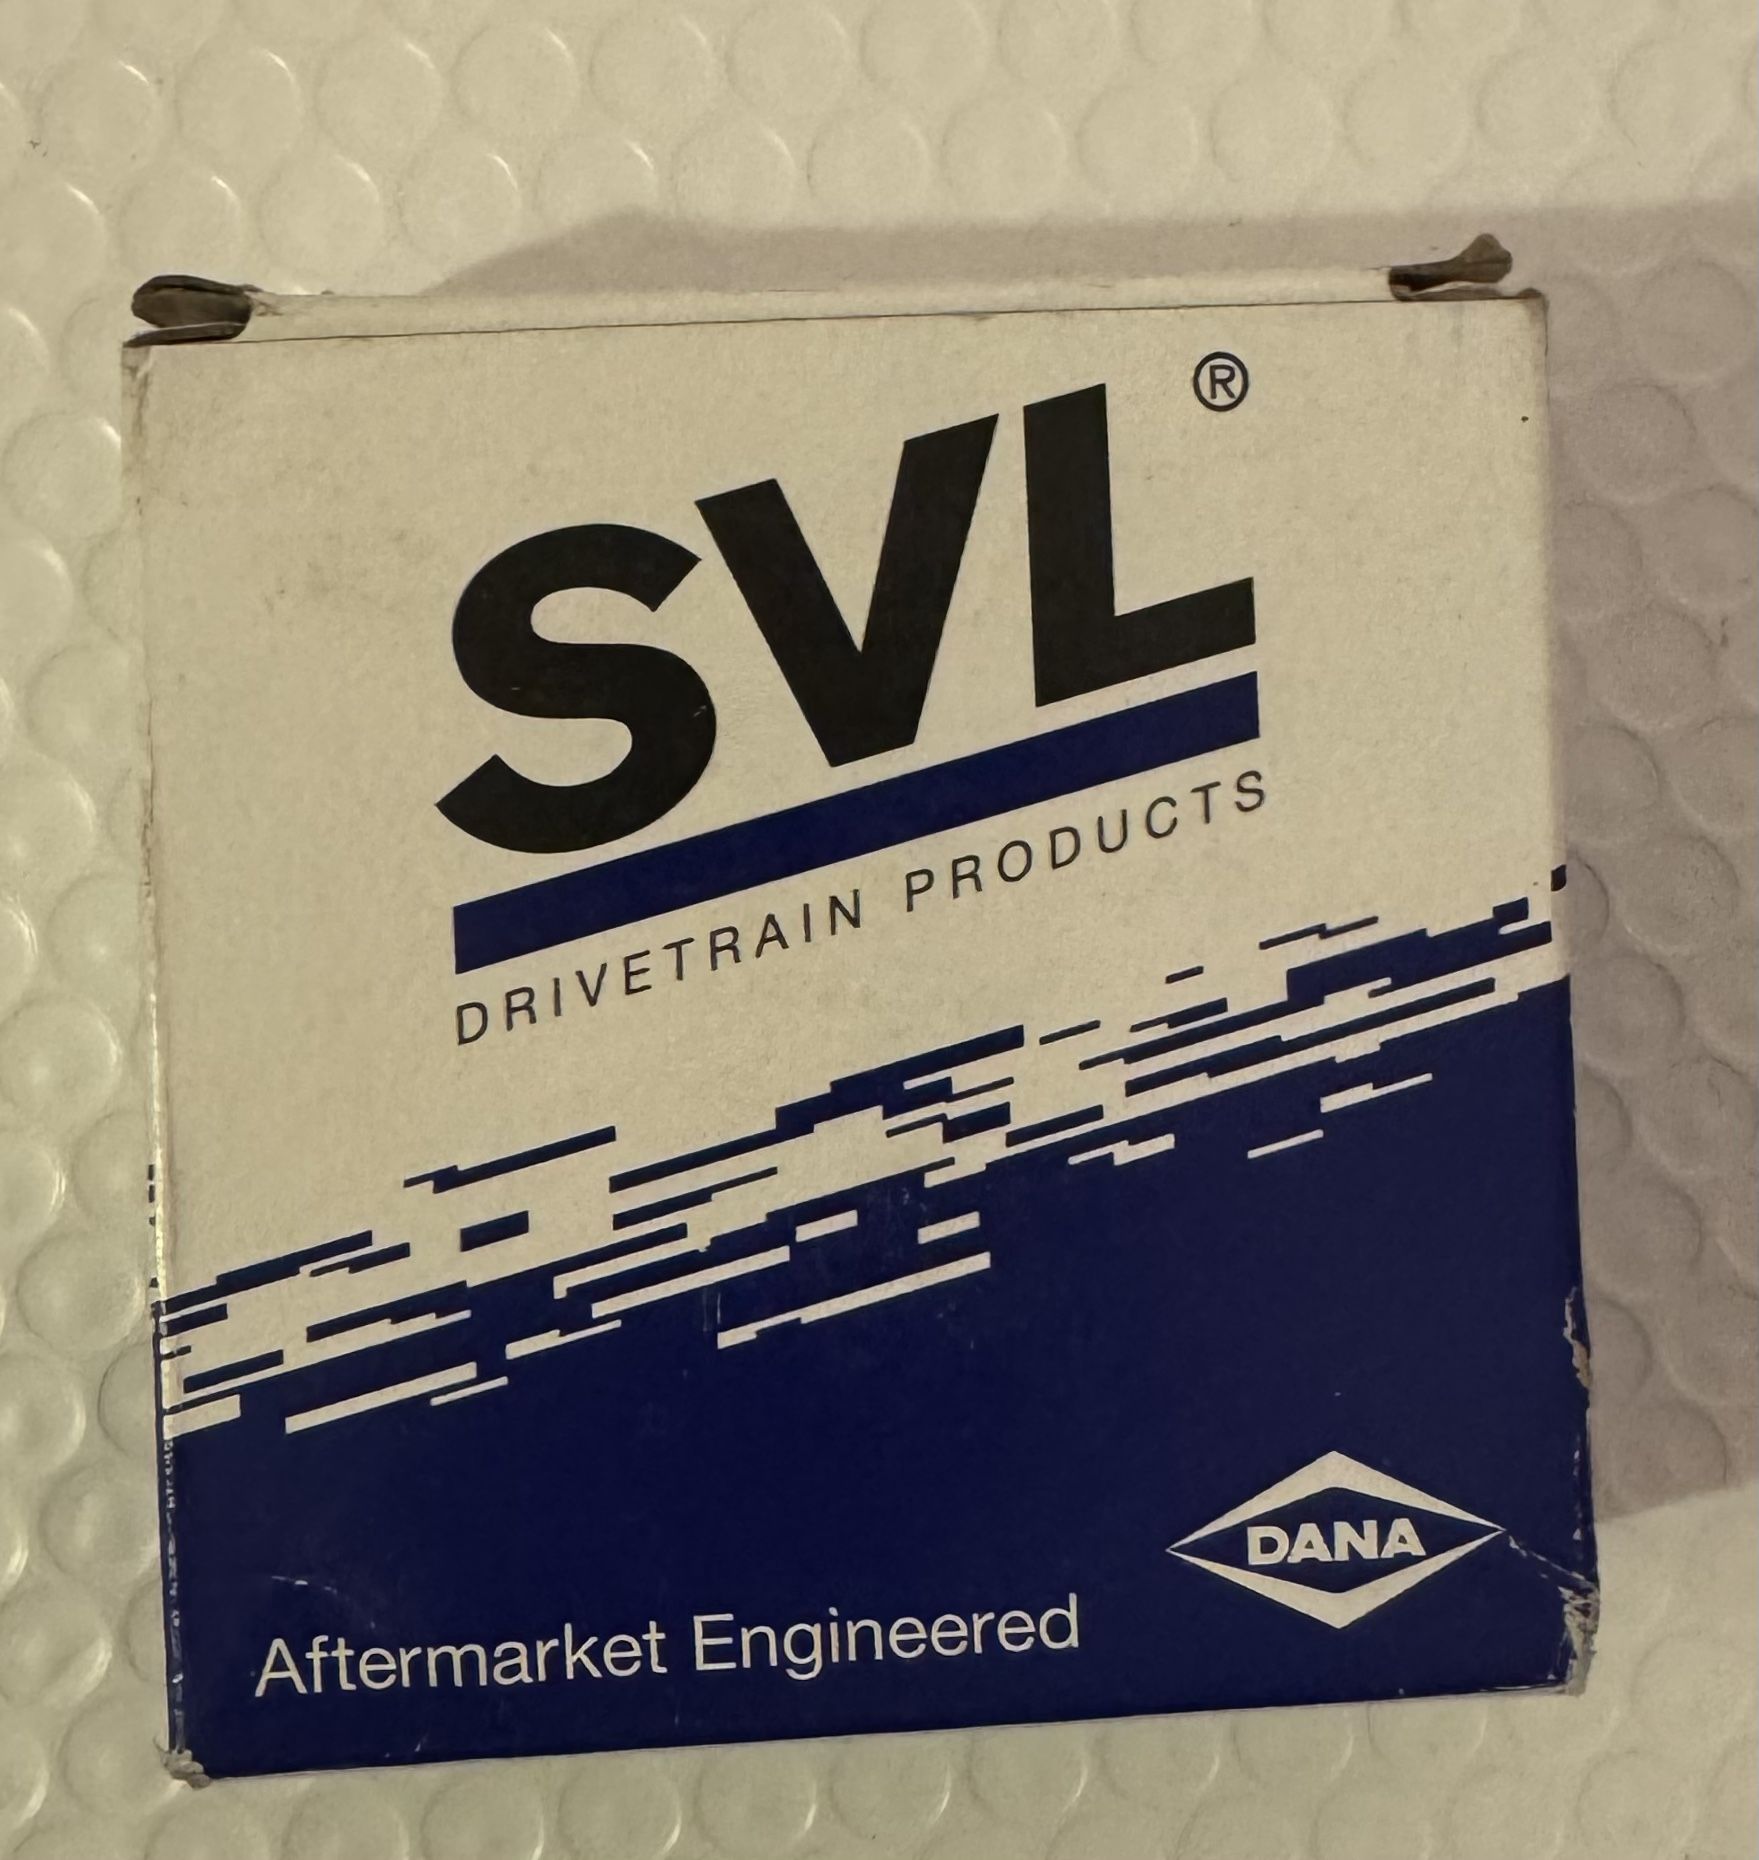 SVL®
DRIVETRAIN PRODUCTS
DANA
Aftermarket Engineered